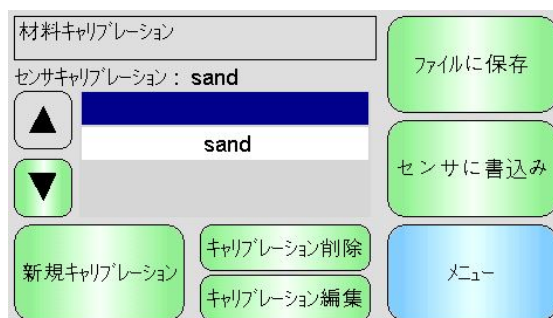 材料ｷｬﾘﾌﾞﾚｰｼｮﾝ
ﾌｧｲﾙに保存
ｾﾝｻｷｬﾘﾌﾞﾚｰｼｮﾝ : sand
▲
sand
センサに書込み
▼
新規ｷｬﾘﾌﾞﾚｰｼｮﾝ
ｷｬﾘﾌﾞﾚｰｼｮﾝ削除
ﾒﾆｭｰ
ｷｬﾘﾌﾞﾚｰｼｮﾝ編集